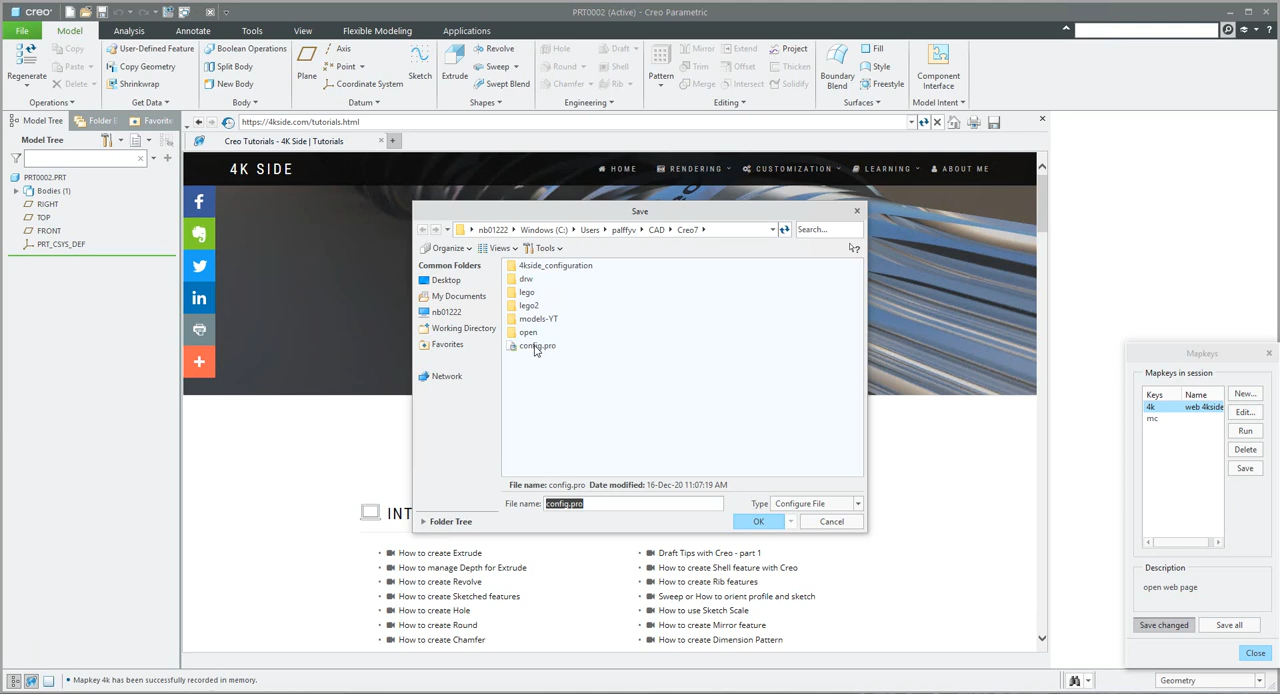 creo PRT0002 (Active) - Creo Parametric
File Model Analysis Annotate Tools View Flexible Modeling Applications
Regenerate Copy Paste Delete
Operations
User-Defined Feature
Copy Geometry
Shrinkwrap
Get Data
Boolean Operations
Split Body
New Body
Body
Plane Axis Point Coordinate System Sketch
Datum
Extrude Revolve Sweep Swept Blend
Shapes
Hole Draft
Round Shell
Chamfer Rib
Engineering
Pattern Mirror Extend Project
Trim Offset Thicken
Merge Intersect Solidify
Editing
Boundary Blend Fill Style Freestyle
Surfaces
Component Interface
Model Intent
Model Tree Folder Favorite
https://4kside.com/tutorials.html
Model Tree
Creo Tutorials - 4K Side | Tutorials
PRT0002.PRT
Bodies (1)
RIGHT
TOP
FRONT
PRT_CSYS_DEF
4K SIDE HOME RENDERING CUSTOMIZATION LEARNING ABOUT ME
Save
nb01222 Windows (C:) Users palffyv CAD Creo7 Search...
Organize Views Tools
Common Folders
Desktop
My Documents
nb01222
Working Directory
Favorites
Network
4kside_configuration
drw
lego
lego2
models-YT
open
config.pro
File name: config.pro Date modified: 16-Dec-20 11:07:19 AM
File name: config.pro Type Configure File
Folder Tree OK Cancel
Mapkeys
Mapkeys in session
Keys Name
4k web 4kside
mc
New...
Edit...
Run
Delete
Save
Description
open web page
Save changed Save all
Close
INT
How to create Extrude
How to manage Depth for Extrude
How to create Revolve
How to create Sketched features
How to create Hole
How to create Round
How to create Chamfer
Draft Tips with Creo - part 1
How to create Shell feature with Creo
How to create Rib features
Sweep or How to orient profile and sketch
How to use Sketch Scale
How to create Mirror feature
How to create Dimension Pattern
Mapkey 4k has been successfully recorded in memory.
Geometry